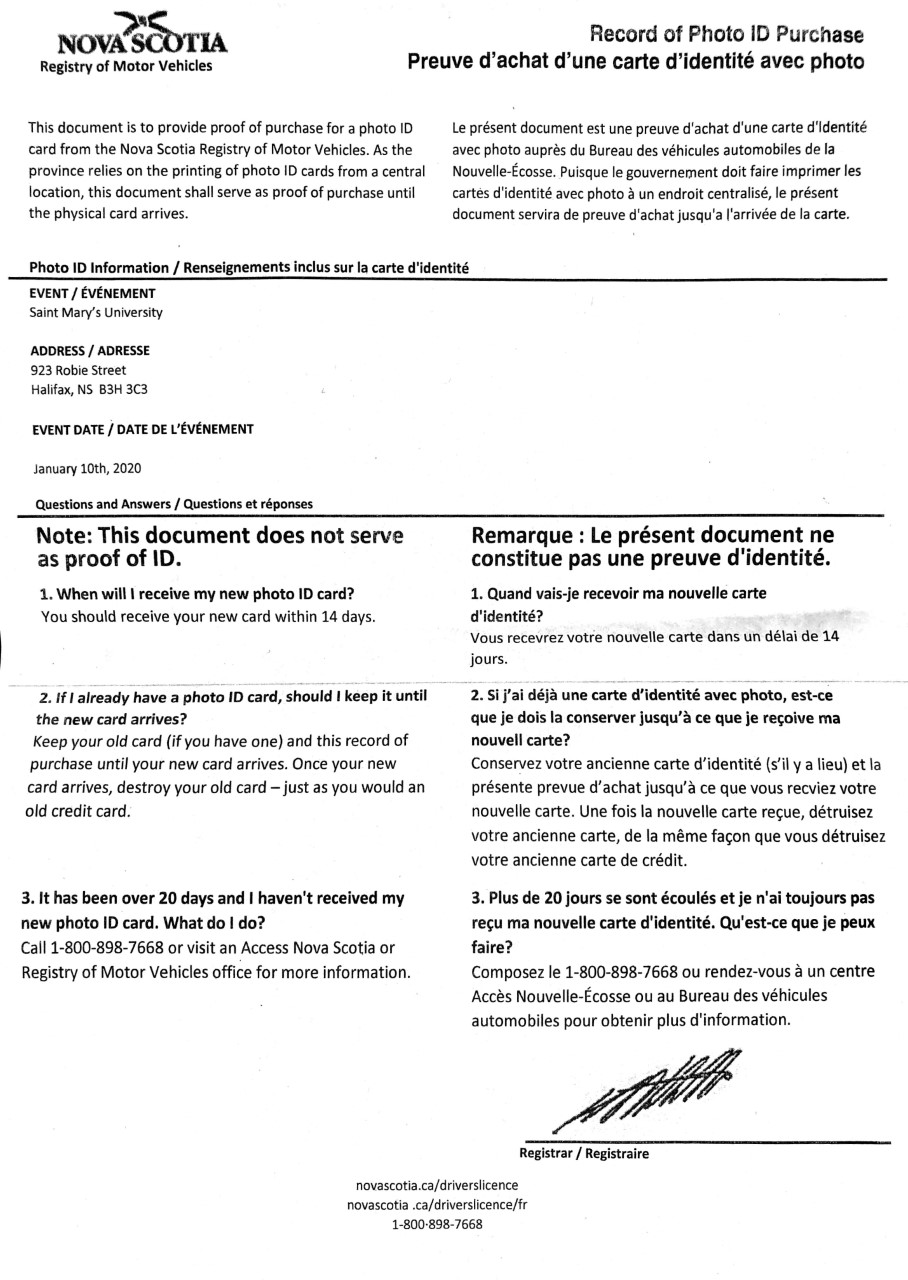 NOVA SCOTIA
Registry of Motor Vehicles
Record of Photo ID Purchase
Preuve d'achat d'une carte d'identité avec photo
This document is to provide proof of purchase for a photo ID
card from the Nova Scotia Registry of Motor Vehicles. As the
province relies on the printing of photo ID cards from a central
location, this document shall serve as proof of purchase until
the physical card arrives.
Le présent document est une preuve d'achat d'une carte d'Identité
avec photo auprès du Bureau des véhicules automobiles de la
Nouvelle-Écosse. Puisque le gouvernement doit faire imprimer les
cartes d'identité avec photo à un endroit centralisé, le présent
document servira de preuve d'achat jusqu'a l'arrivée de la carte.
Photo ID Information / Renseignements inclus sur la carte d'identité
EVENT / ÉVÉNEMENT
Saint Mary's University
ADDRESS / ADRESSE
923 Robie Street
Halifax, NS B3H 3C3
EVENT DATE / DATE DE L'ÉVÉNEMENT
January 10th, 2020
Questions and Answers / Questions et réponses
Note: This document does not serve
as proof of ID.
1. When will I receive my new photo ID card?
You should receive your new card within 14 days.
2. If I already have a photo ID card, should I keep it until
the new card arrives?
Keep your old card (if you have one) and this record of
purchase until your new card arrives. Once your new
card arrives, destroy your old card – just as you would an
old credit card.
3. It has been over 20 days and I haven't received my
new photo ID card. What do I do?
Call 1-800-898-7668 or visit an Access Nova Scotia or
Registry of Motor Vehicles office for more information.
Remarque : Le présent document ne
constitue pas une preuve d'identité.
1. Quand vais-je recevoir ma nouvelle carte
d'identité?
Vous recevrez votre nouvelle carte dans un délai de 14
jours.
2. Si j'ai déjà une carte d'identité avec photo, est-ce
que je dois la conserver jusqu'à ce que je reçoive ma
nouvell carte?
Conservez votre ancienne carte d'identité (s'il y a lieu) et la
présente prevue d'achat jusqu'à ce que vous recviez votre
nouvelle carte. Une fois la nouvelle carte reçue, détruisez
votre ancienne carte, de la même façon que vous détruisez
votre ancienne carte de crédit.
3. Plus de 20 jours se sont écoulés et je n'ai toujours pas
reçu ma nouvelle carte d'identité. Qu'est-ce que je peux
faire?
Composez le 1-800-898-7668 ou rendez-vous à un centre
Accès Nouvelle-Écosse ou au Bureau des véhicules
automobiles pour obtenir plus d'information.
Registrar / Registraire
novascotia.ca/driverslicence
novascotia .ca/driverslicence/fr
1-800-898-7668